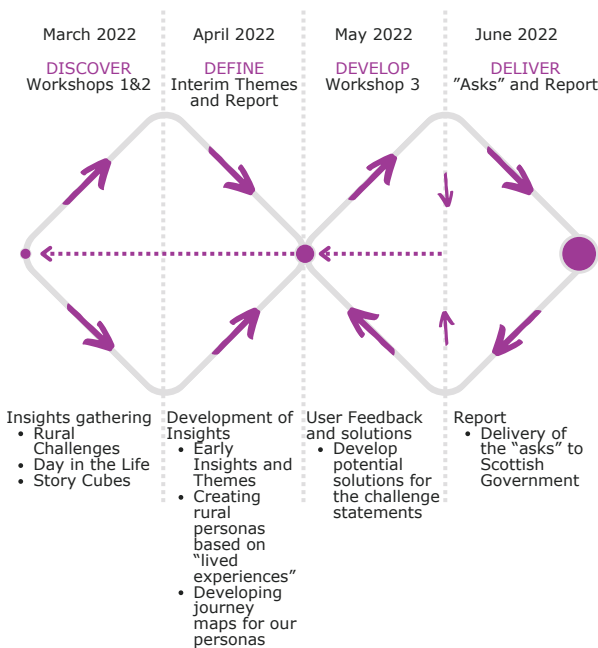 March 2022
DISCOVER
Workshops 1&2
April 2022
DEFINE
Interim Themes
and Report
May 2022
DEVELOP
Workshop 3
June 2022
DELIVER
”Asks” and Report
Insights gathering
• Rural
Challenges
• Day in the Life
• Story Cubes
Development of
Insights
• Early
Insights and
Themes
• Creating
rural
personas
based on
“lived
experiences”
• Developing
journey
maps for our
personas
User Feedback
and solutions
• Develop
potential
solutions for
the challenge
statements
Report
• Delivery of
the “asks” to
Scottish
Government